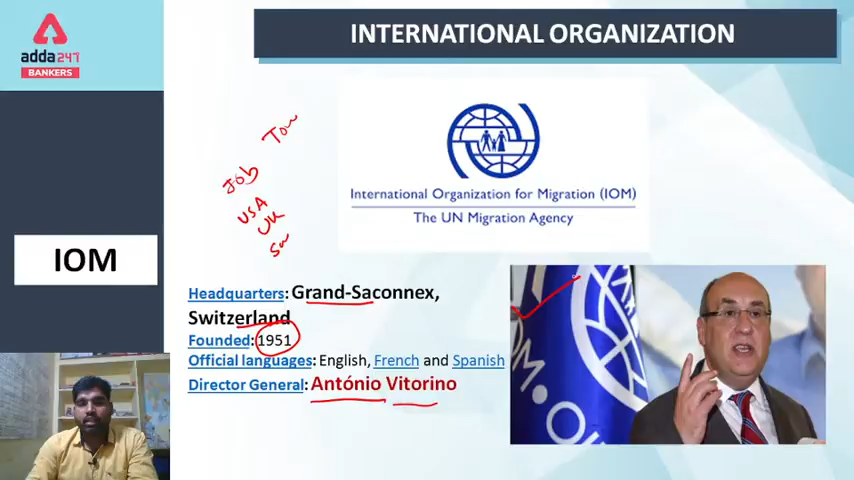 adda247
BANKERS
INTERNATIONAL ORGANIZATION
International Organization for Migration (IOM)
The UN Migration Agency
Job
USA
UK
IOM
Headquarters: Grand-Saconnex,
Switzerland
Founded: 1951
Official languages: English, French and Spanish
Director General: António Vitorino